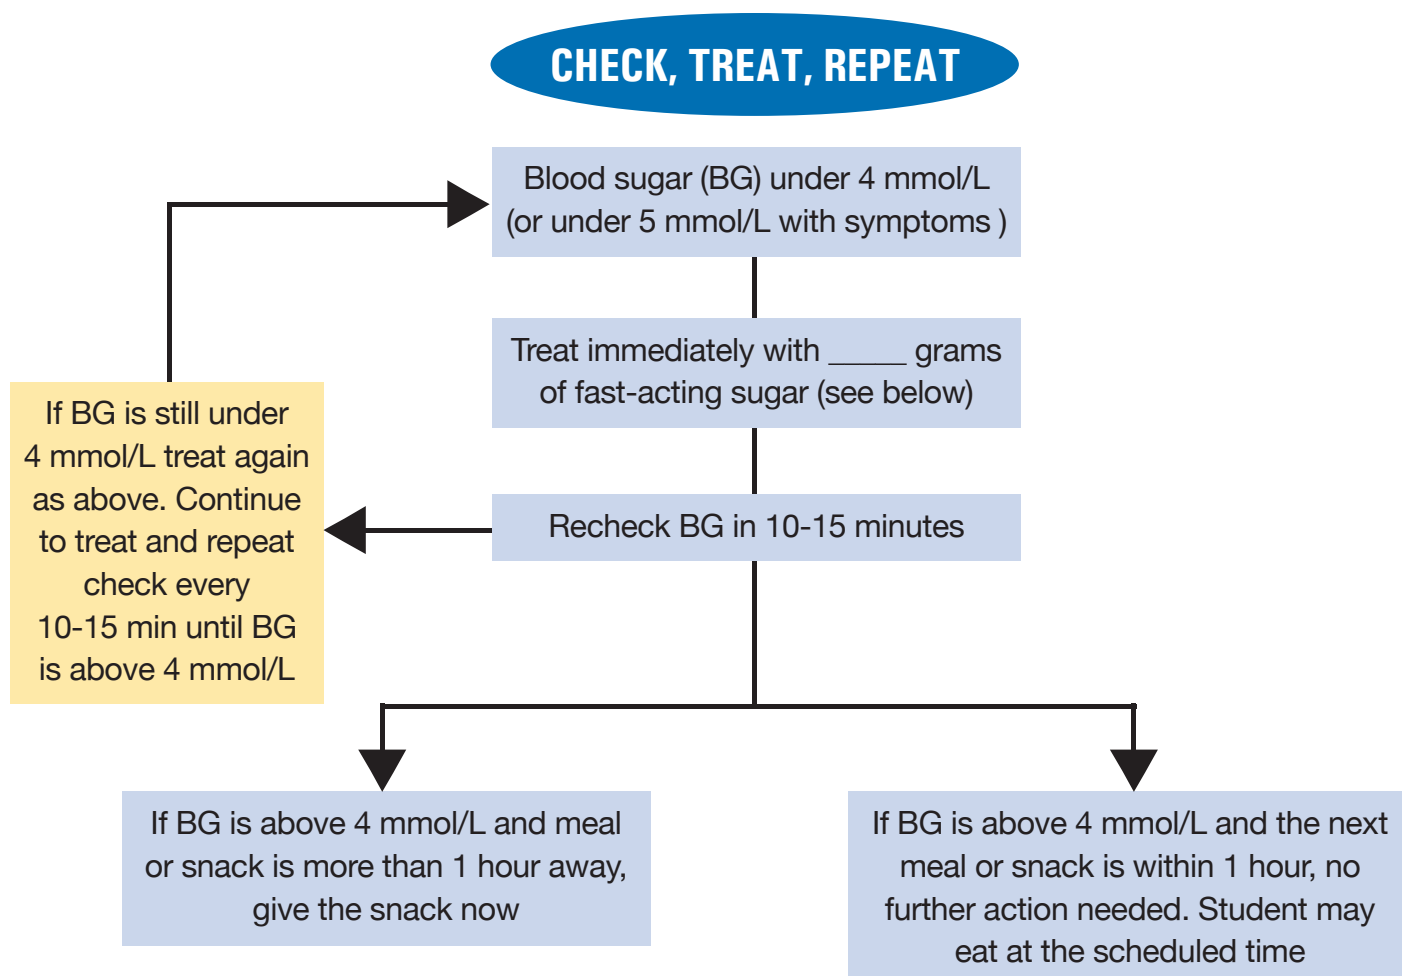 CHECK, TREAT, REPEAT
Blood sugar (BG) under 4 mmol/L
(or under 5 mmol/L with symptoms )
Treat immediately with _____ grams
of fast-acting sugar (see below)
Recheck BG in 10-15 minutes
If BG is still under
4 mmol/L treat again
as above. Continue
to treat and repeat
check every
10-15 min until BG
is above 4 mmol/L
If BG is above 4 mmol/L and meal
or snack is more than 1 hour away,
give the snack now
If BG is above 4 mmol/L and the next
meal or snack is within 1 hour, no
further action needed. Student may
eat at the scheduled time